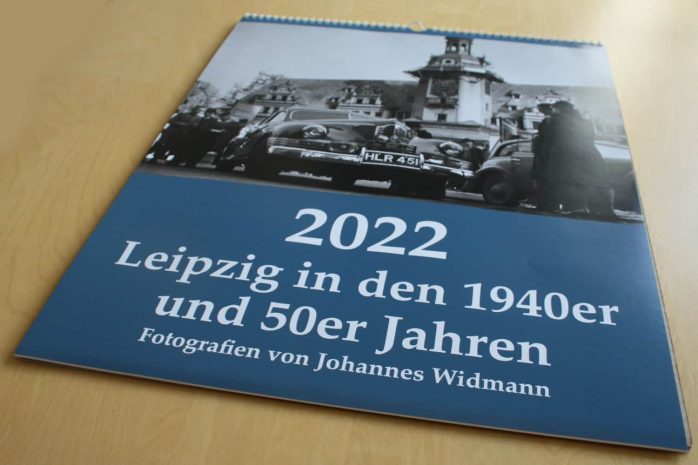 HLR 451
2022
Leipzig in den 1940er
und 50er Jahren
Fotografien von Johannes Widmann